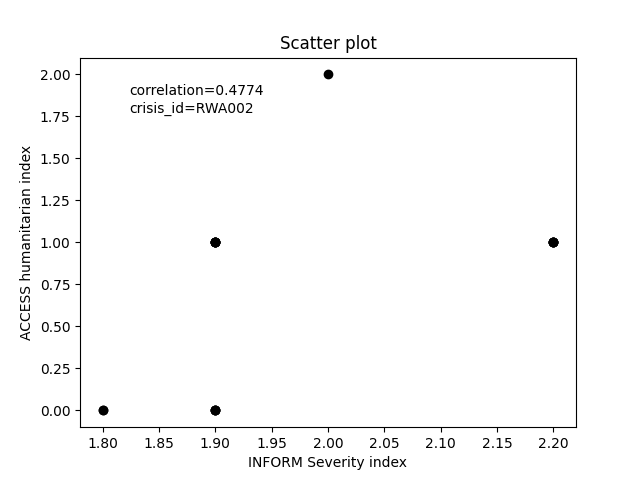 Scatter plot
2.00
correlation=0.4774
crisis_id=RWA002
1.75
1.50
1.25
1.00
0.75
0.50
0.25
0.00
ACCESS humanitarian index
1.80 1.85 1.90 1.95 2.00 2.05 2.10 2.15 2.20
INFORM Severity index